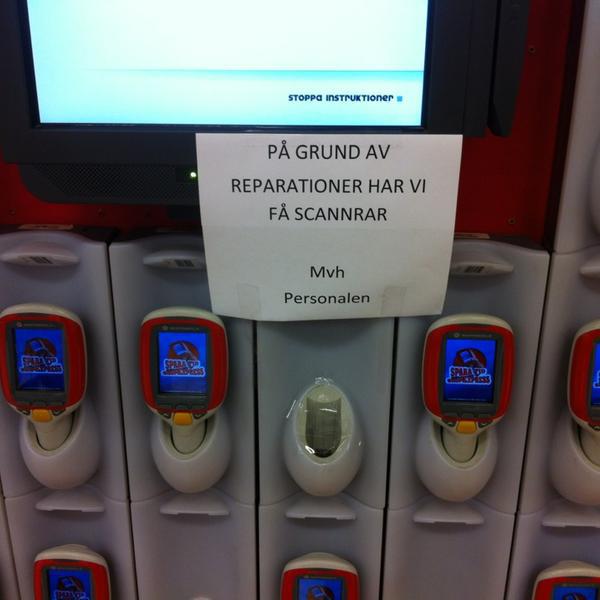 STOPPA INSTRUKTIONER
PÅ GRUND AV
REPARATIONER HAR VI
FÅ SCANNRAR
Mvh
Personalen